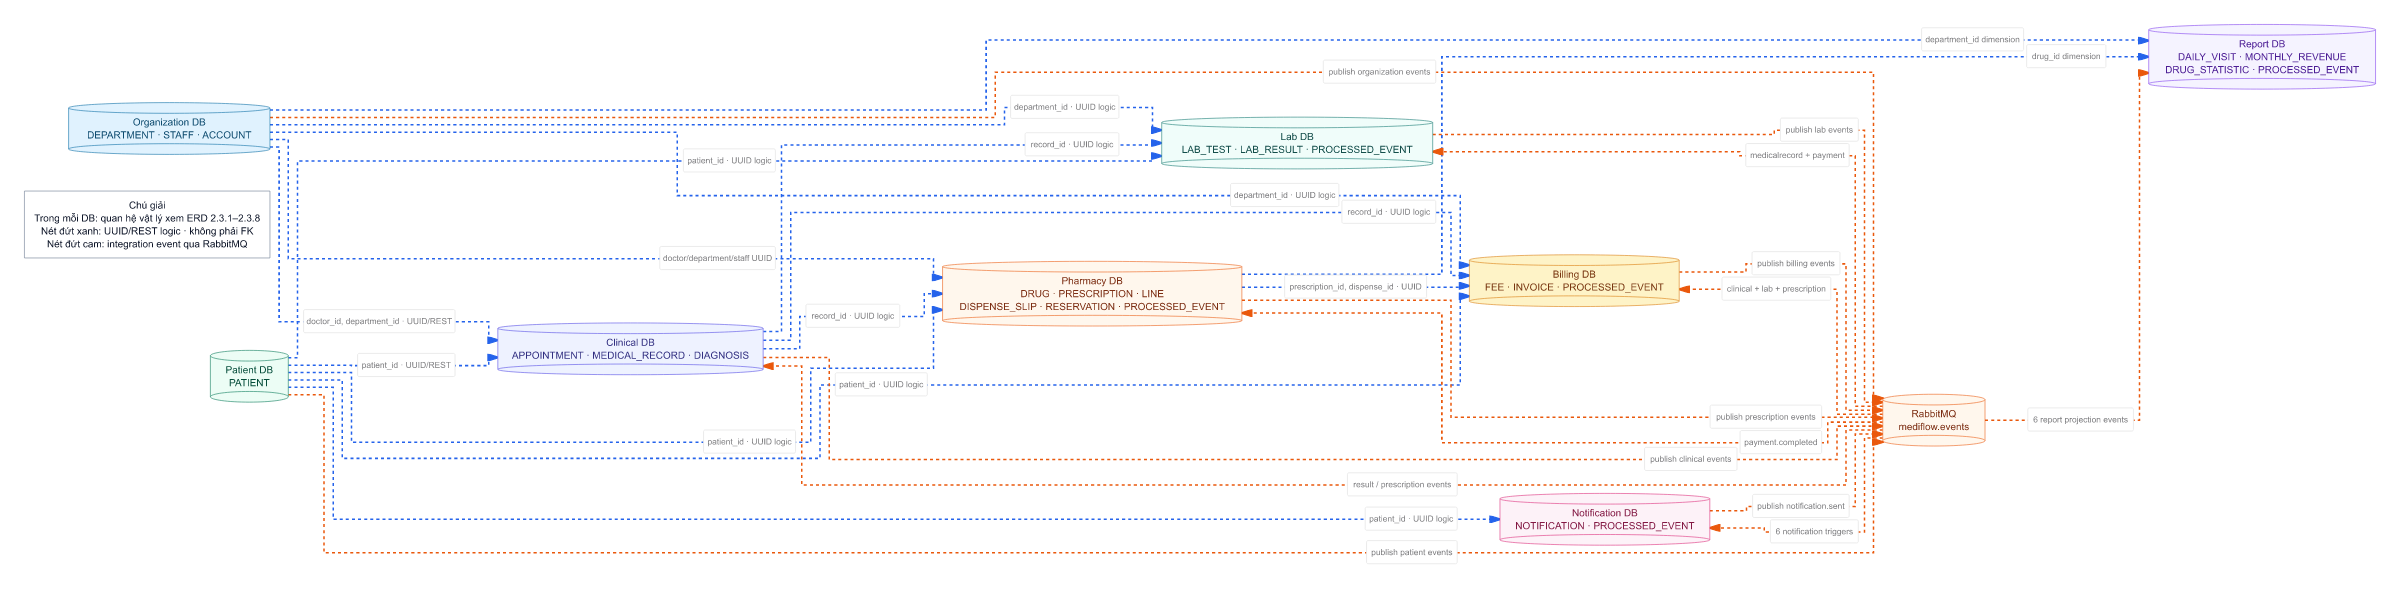 department_id dimension
Report DB
DAILY_VISIT · MONTHLY_REVENUE
DRUG_STATISTIC · PROCESSED_EVENT
drug_id dimension
publish organization events
Organization DB
DEPARTMENT · STAFF · ACCOUNT
department_id · UUID logic
record_id · UUID logic
patient_id · UUID logic
Lab DB
LAB_TEST · LAB_RESULT · PROCESSED_EVENT
publish lab events
medicalrecord + payment
Chú giải
Trong mỗi DB: quan hệ vật lý xem ERD 2.3.1–2.3.8
Nét đứt xanh: UUID/REST logic · không phải FK
Nét đứt cam: integration event qua RabbitMQ
department_id · UUID logic
record_id · UUID logic
doctor/department/staff UUID
Pharmacy DB
DRUG · PRESCRIPTION · LINE
DISPENSE_SLIP · RESERVATION · PROCESSED_EVENT
prescription_id, dispense_id · UUID
Billing DB
FEE · INVOICE · PROCESSED_EVENT
publish billing events
clinical + lab + prescription
doctor_id, department_id · UUID/REST
record_id · UUID logic
Clinical DB
APPOINTMENT · MEDICAL_RECORD · DIAGNOSIS
Patient DB
PATIENT
patient_id · UUID/REST
patient_id · UUID logic
patient_id · UUID logic
publish prescription events
payment.completed
publish clinical events
RabbitMQ
mediflow.events
6 report projection events
result / prescription events
patient_id · UUID logic
Notification DB
NOTIFICATION · PROCESSED_EVENT
publish notification.sent
6 notification triggers
publish patient events